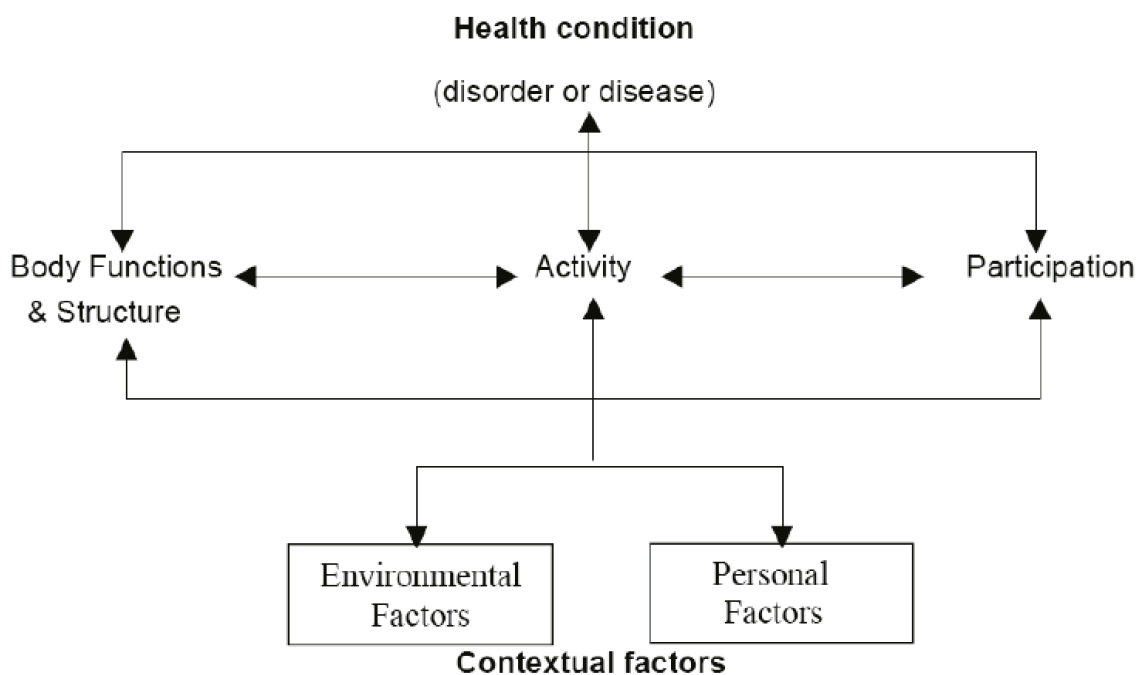 Health condition
(disorder or disease)
Body Functions
& Structure
Activity
Participation
Environmental
Factors
Personal
Factors
Contextual factors